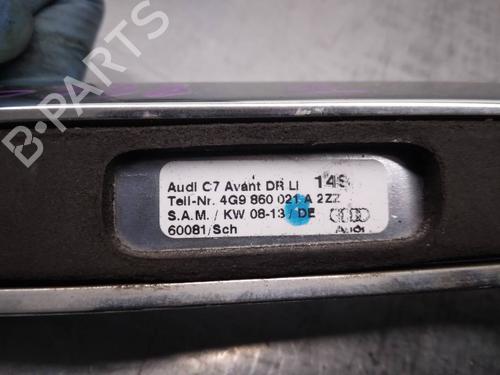 B-PARTS
Audi C7 Avant DR LI 149
Teil-Nr. 4G9 860 021 A 2ZZ
S.A.M. / KW 08-13 / DE
60081/Sch
Audi